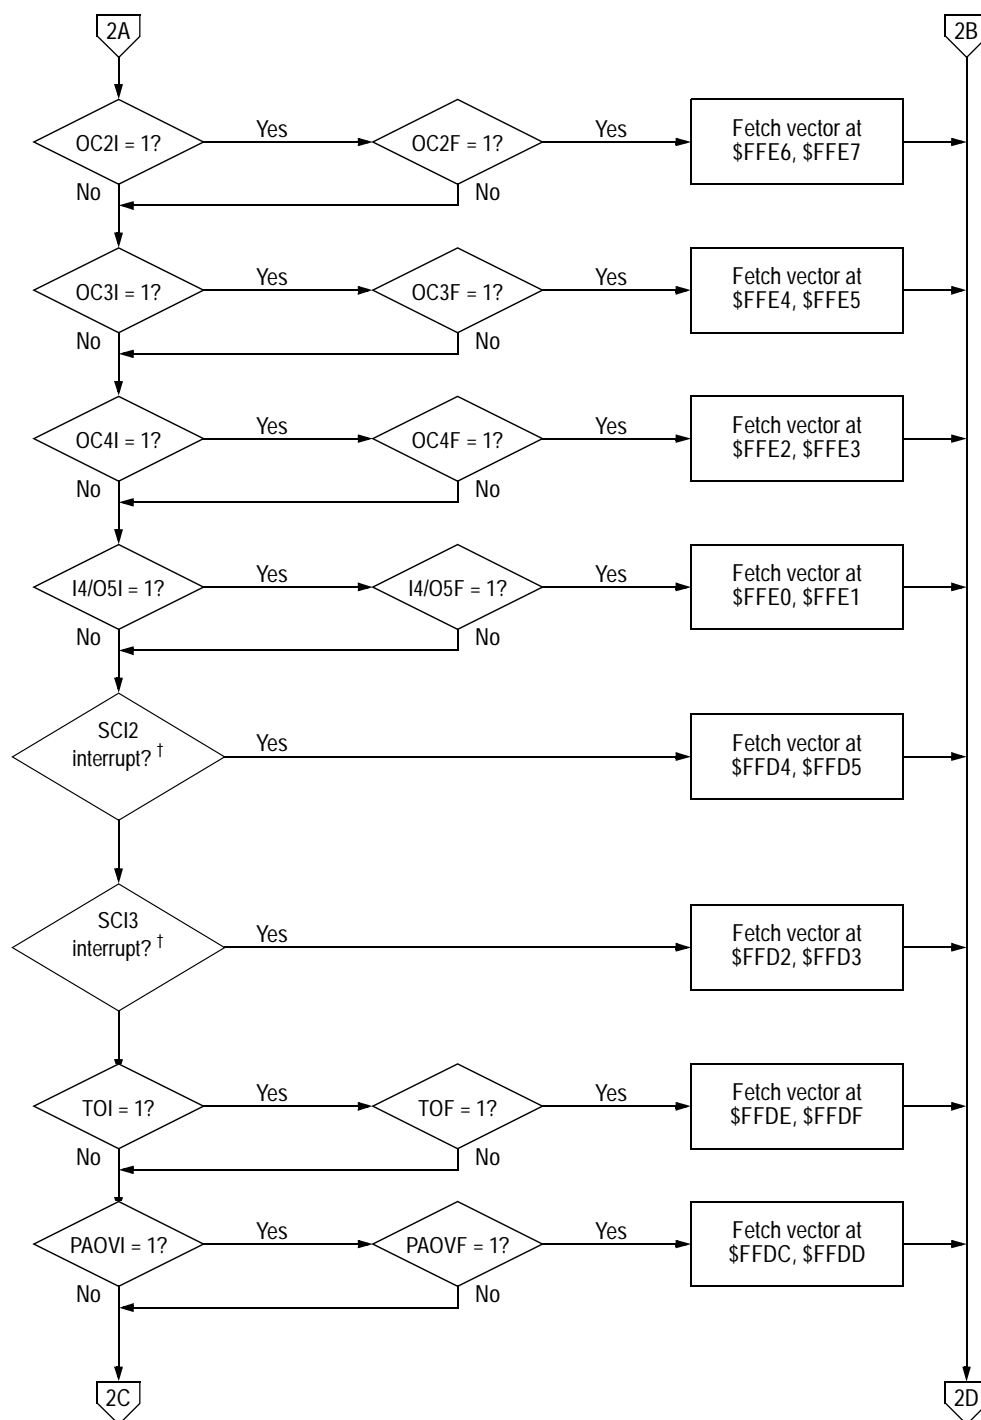 2A
2B
OC2I = 1?
Yes
OC2F = 1?
Yes
Fetch vector at
$FFE6, $FFE7
No
No
OC3I = 1?
Yes
OC3F = 1?
Yes
Fetch vector at
$FFE4, $FFE5
No
No
OC4I = 1?
Yes
OC4F = 1?
Yes
Fetch vector at
$FFE2, $FFE3
No
No
I4/O5I = 1?
Yes
I4/O5F = 1?
Yes
Fetch vector at
$FFE0, $FFE1
No
No
SCI2
interrupt? †
Yes
Fetch vector at
$FFD4, $FFD5
SCI3
interrupt? †
Yes
Fetch vector at
$FFD2, $FFD3
TOI = 1?
Yes
TOF = 1?
Yes
Fetch vector at
$FFDE, $FFDF
No
No
PAOVI = 1?
Yes
PAOVF = 1?
Yes
Fetch vector at
$FFDC, $FFDD
No
No
2C
2D